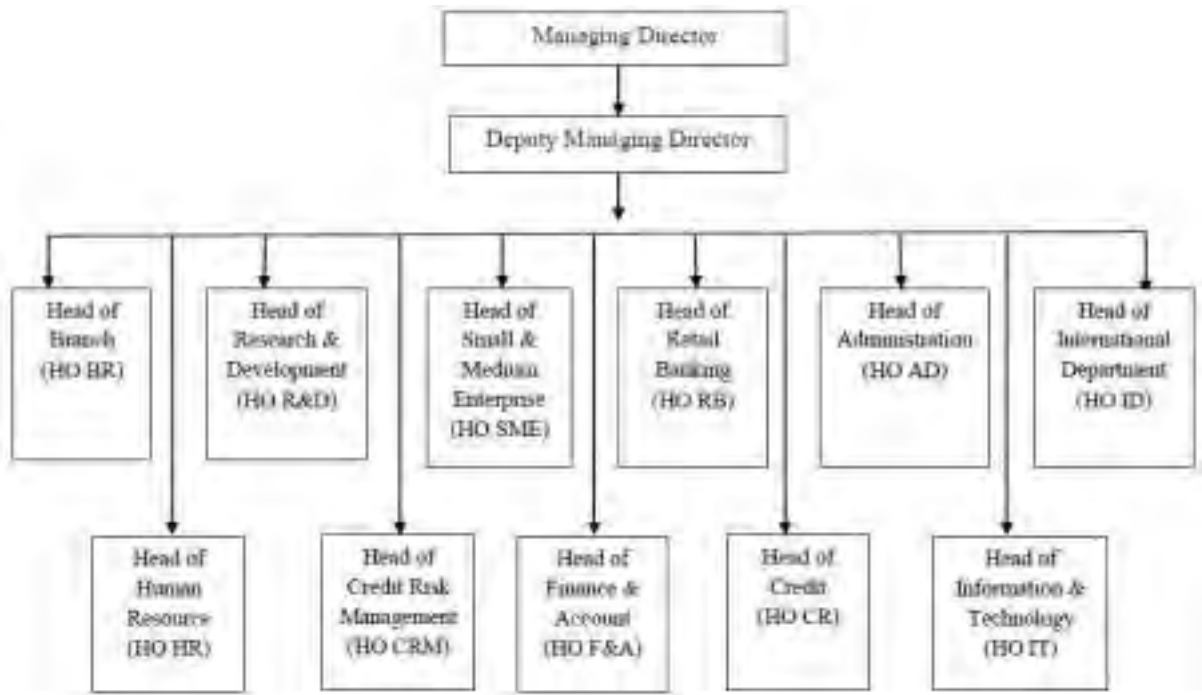 Managing Director
Deputy Managing Director
Head of
Branch
(HO BR)
Head of
Research &
Development
(HO R&D)
Head of
Small &
Medium
Enterprise
(HO SME)
Head of
Retail
Banking
(HO RB)
Head of
Administration
(HO AD)
Head of
International
Department
(HO ID)
Head of
Human
Resource
(HO HR)
Head of
Credit Risk
Management
(HO CRM)
Head of
Finance &
Account
(HO F&A)
Head of
Credit
(HO CR)
Head of
Information &
Technology
(HO IT)